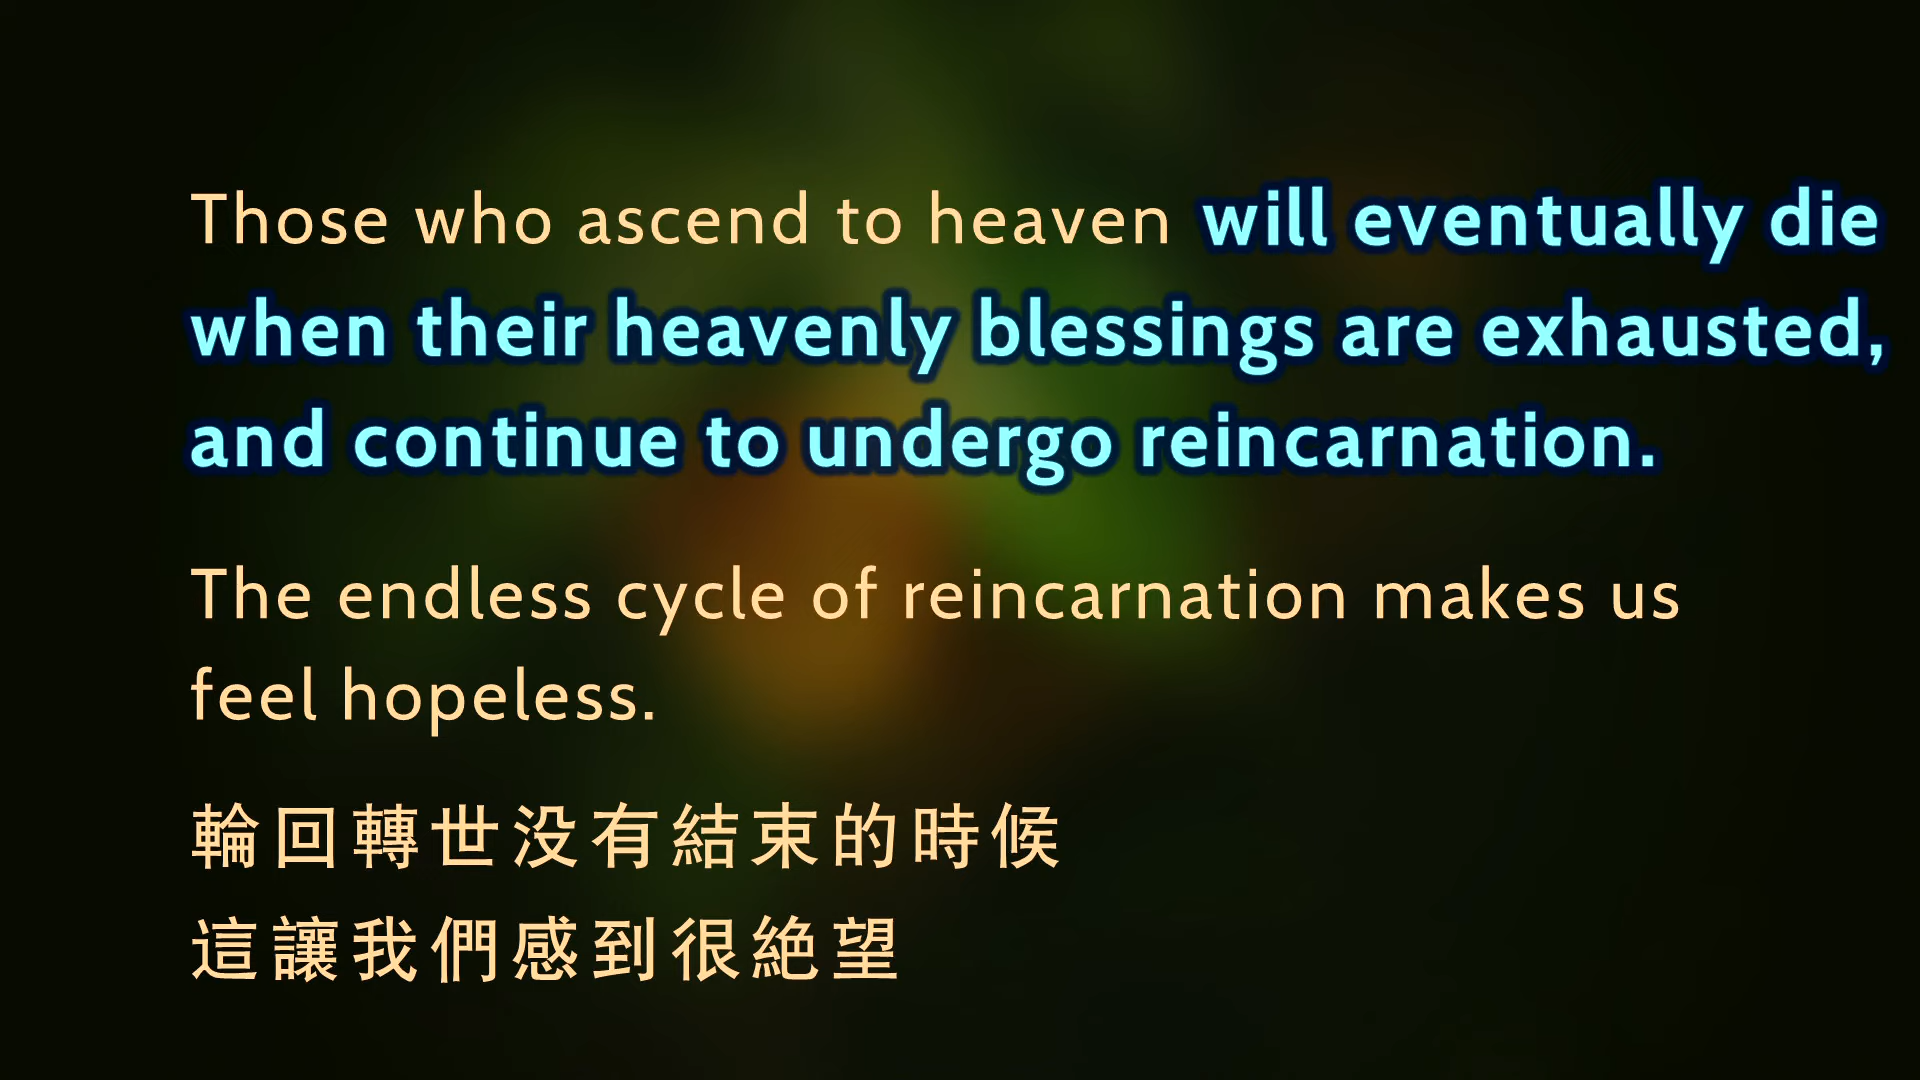 Those who ascend to heaven will eventually die
when their heavenly blessings are exhausted,
and continue to undergo reincarnation.
The endless cycle of reincarnation makes us
feel hopeless.
輪回轉世没有結束的時候
這讓我們感到很絶望